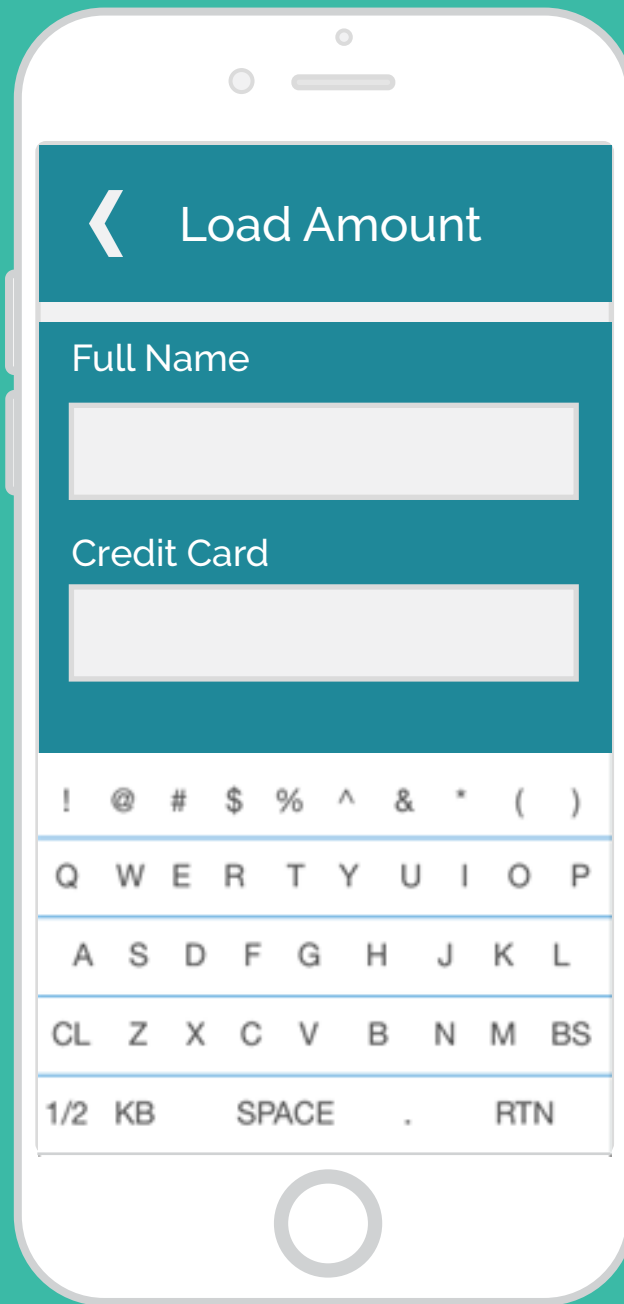 Load Amount
Full Name
Credit Card
! @ # $ % ^ & * ( )
Q W E R T Y U I O P
A S D F G H J K L
CL Z X C V B N M BS
1/2 KB SPACE . RTN